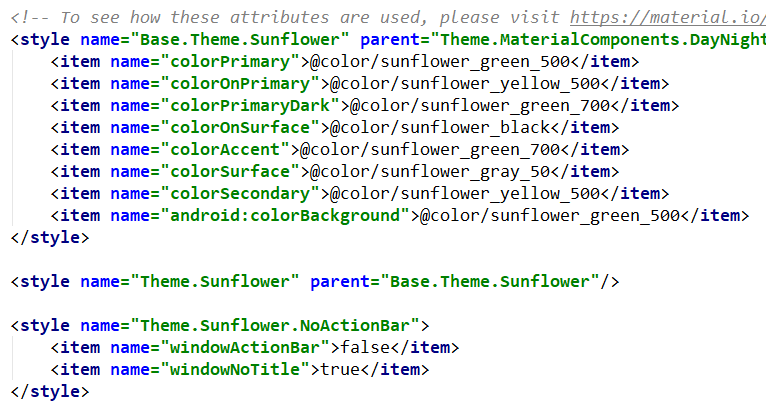 <!-- To see how these attributes are used, please visit https://material.io/
<style name="Base.Theme.Sunflower" parent="Theme.MaterialComponents.DayNight
<item name="colorPrimary">@color/sunflower_green_500</item>
<item name="colorOnPrimary">@color/sunflower_yellow_500</item>
<item name="colorPrimaryDark">@color/sunflower_green_700</item>
<item name="colorOnSurface">@color/sunflower_black</item>
<item name="colorAccent">@color/sunflower_green_700</item>
<item name="colorSurface">@color/sunflower_gray_50</item>
<item name="colorSecondary">@color/sunflower_yellow_500</item>
<item name="android:colorBackground">@color/sunflower_green_500</item>
</style>
<style name="Theme.Sunflower" parent="Base.Theme.Sunflower"/>
<style name="Theme.Sunflower.NoActionBar">
<item name="windowActionBar">false</item>
<item name="windowNoTitle">true</item>
</style>